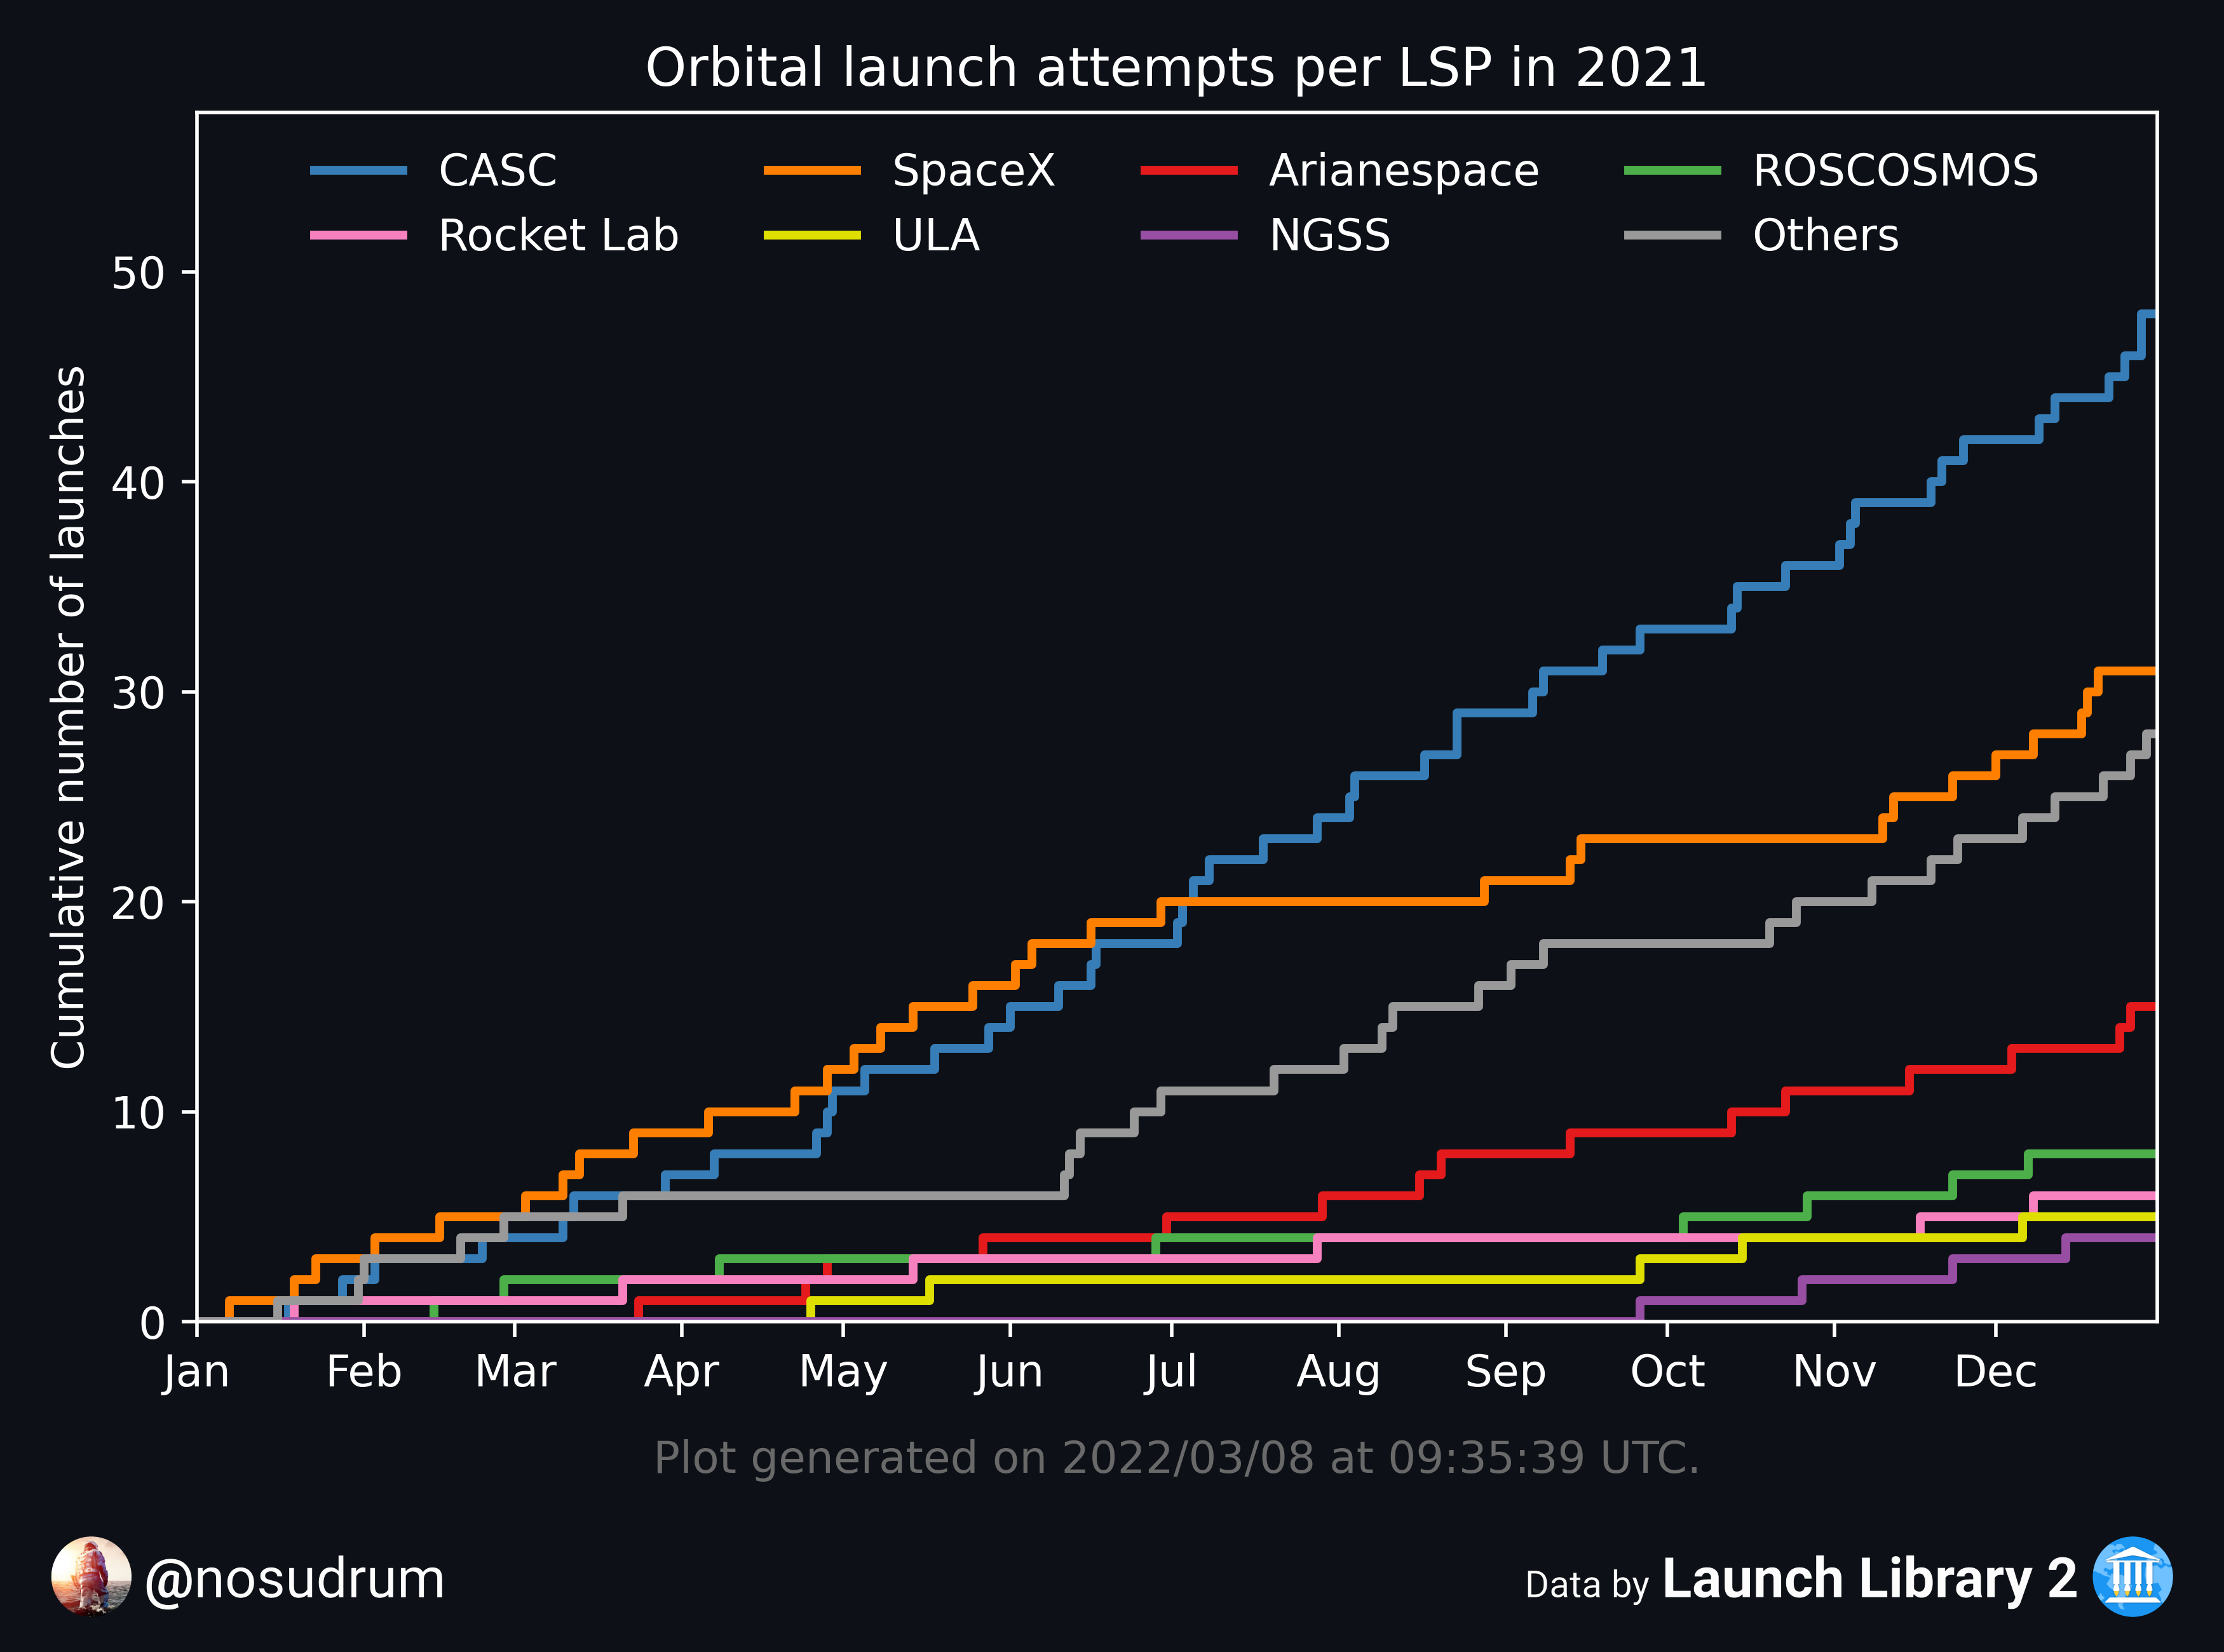 Orbital launch attempts per LSP in 2021
CASC SpaceX Arianespace ROSCOSMOS
Rocket Lab ULA NGSS Others
Cumulative number of launches
50
40
30
20
10
0
Jan Feb Mar Apr May Jun Jul Aug Sep Oct Nov Dec
Plot generated on 2022/03/08 at 09:35:39 UTC.
@nosudrum
Data by Launch Library 2